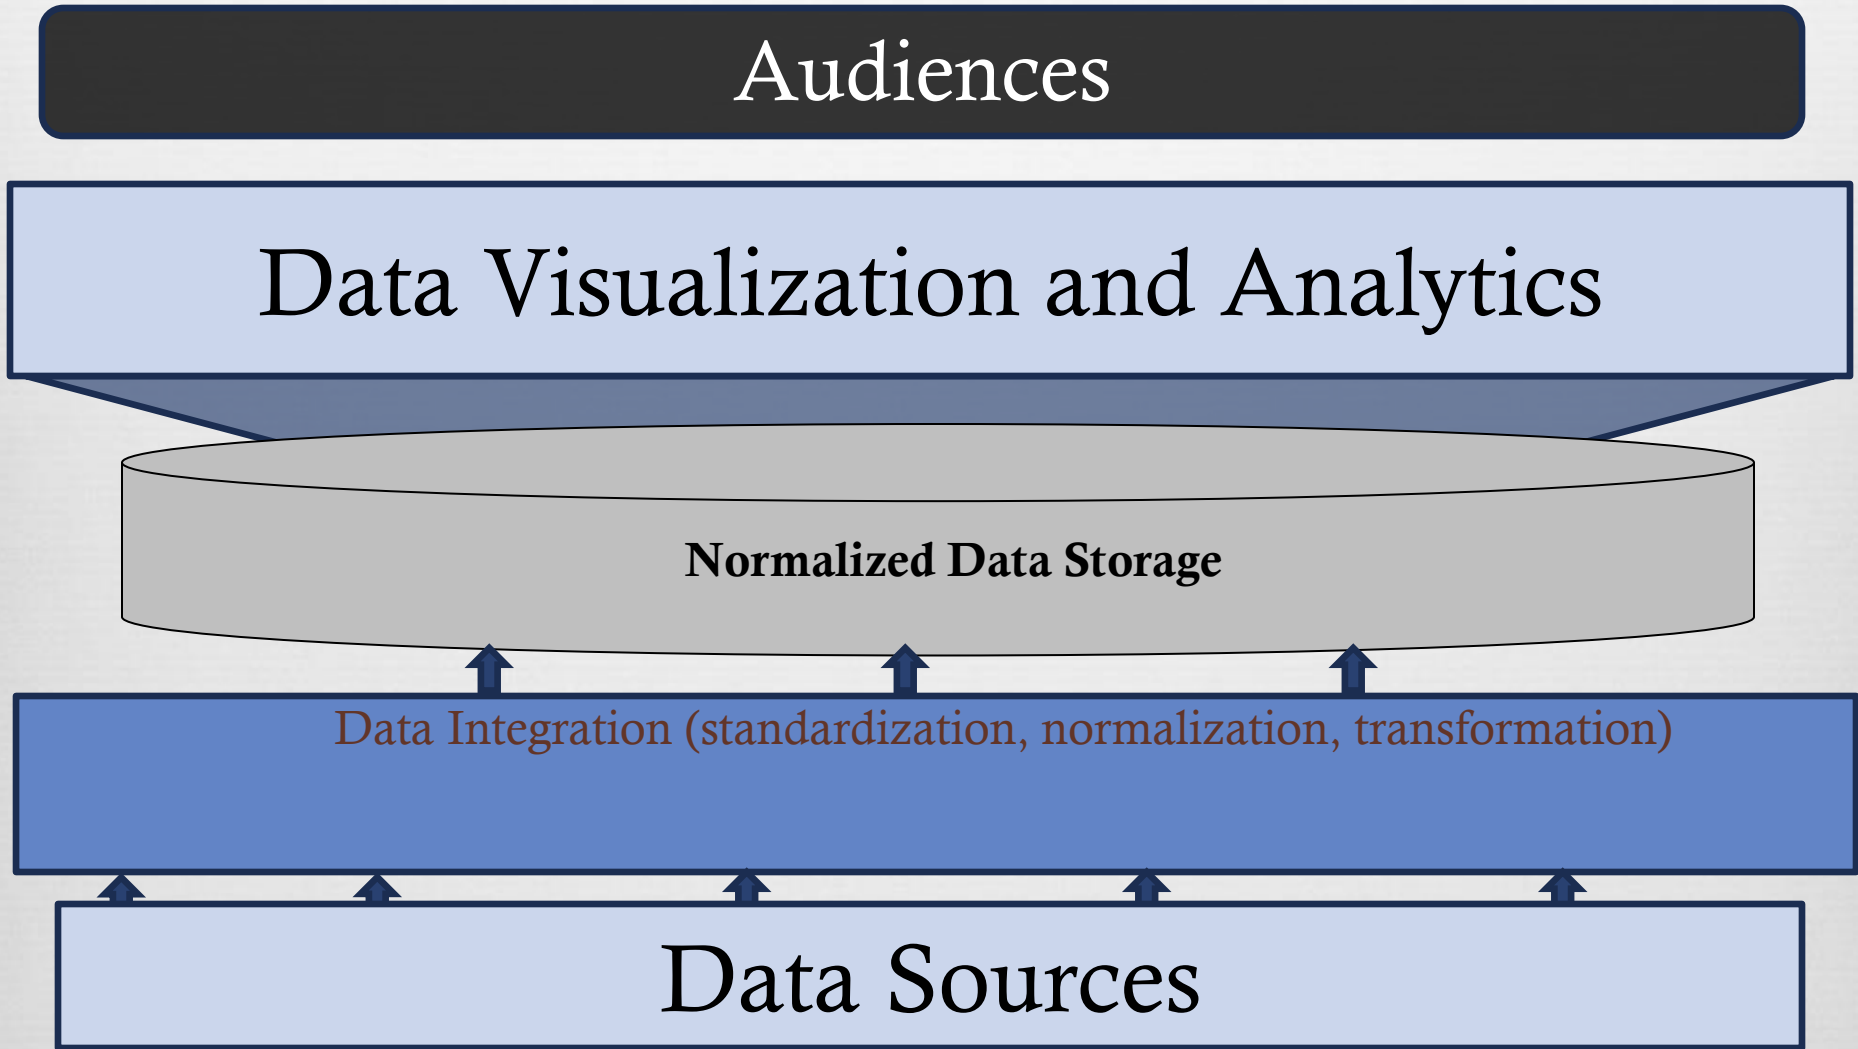 Audiences
Data Visualization and Analytics
Normalized Data Storage
Data Integration (standardization, normalization, transformation)
Data Sources